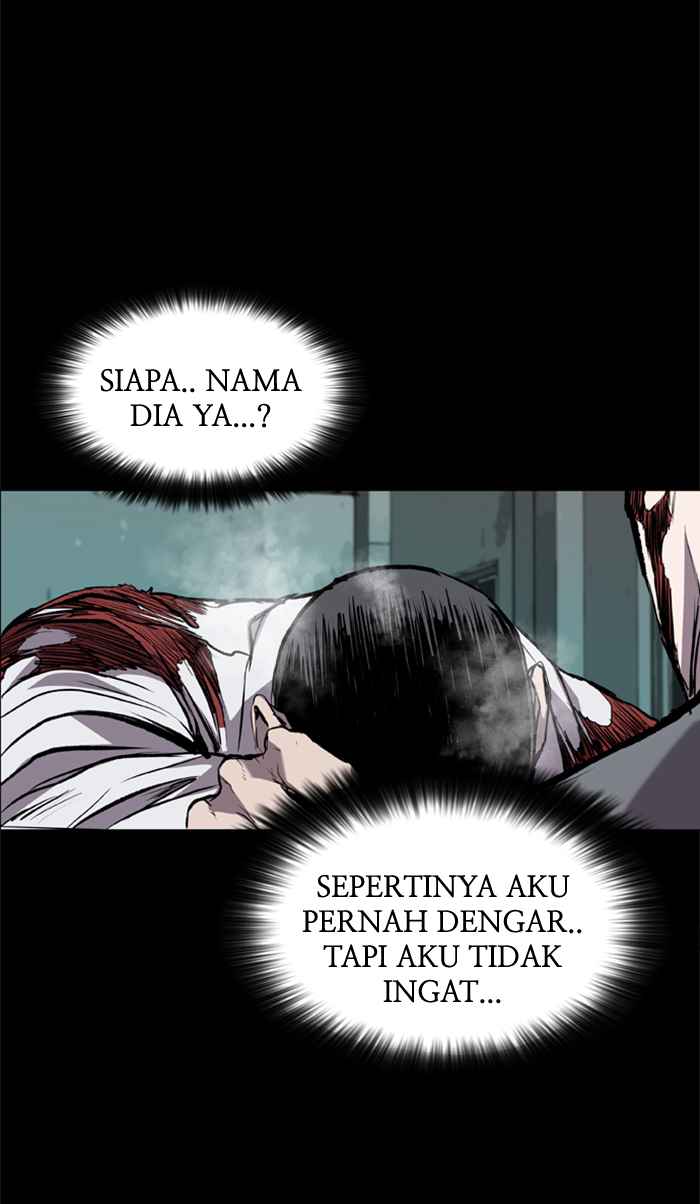 SIAPA.. NAMA
DIA YA...?
SEPERTINYA AKU
PERNAH DENGAR..
TAPI AKU TIDAK
INGAT...